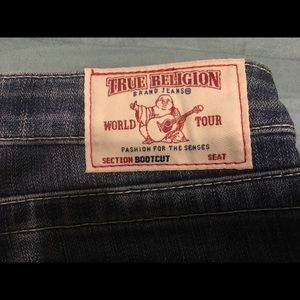 TRUE RELIGION
BRAND JEANS®
WORLD TOUR
FASHION FOR THE SENSES
SECTION BOOTCUT SEAT